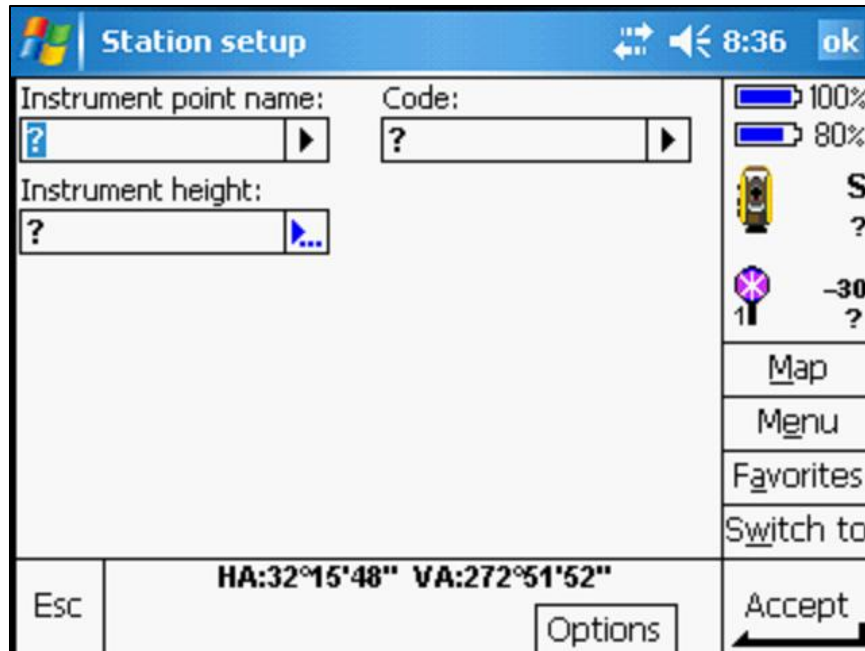 Station setup 8:36 ok
Instrument point name: Code:
? ?
Instrument height:
?
100%
80%
S
?
-30
1 ?
Map
Menu
Favorites
Switch to
HA:32°15'48" VA:272°51'52"
Esc Options Accept